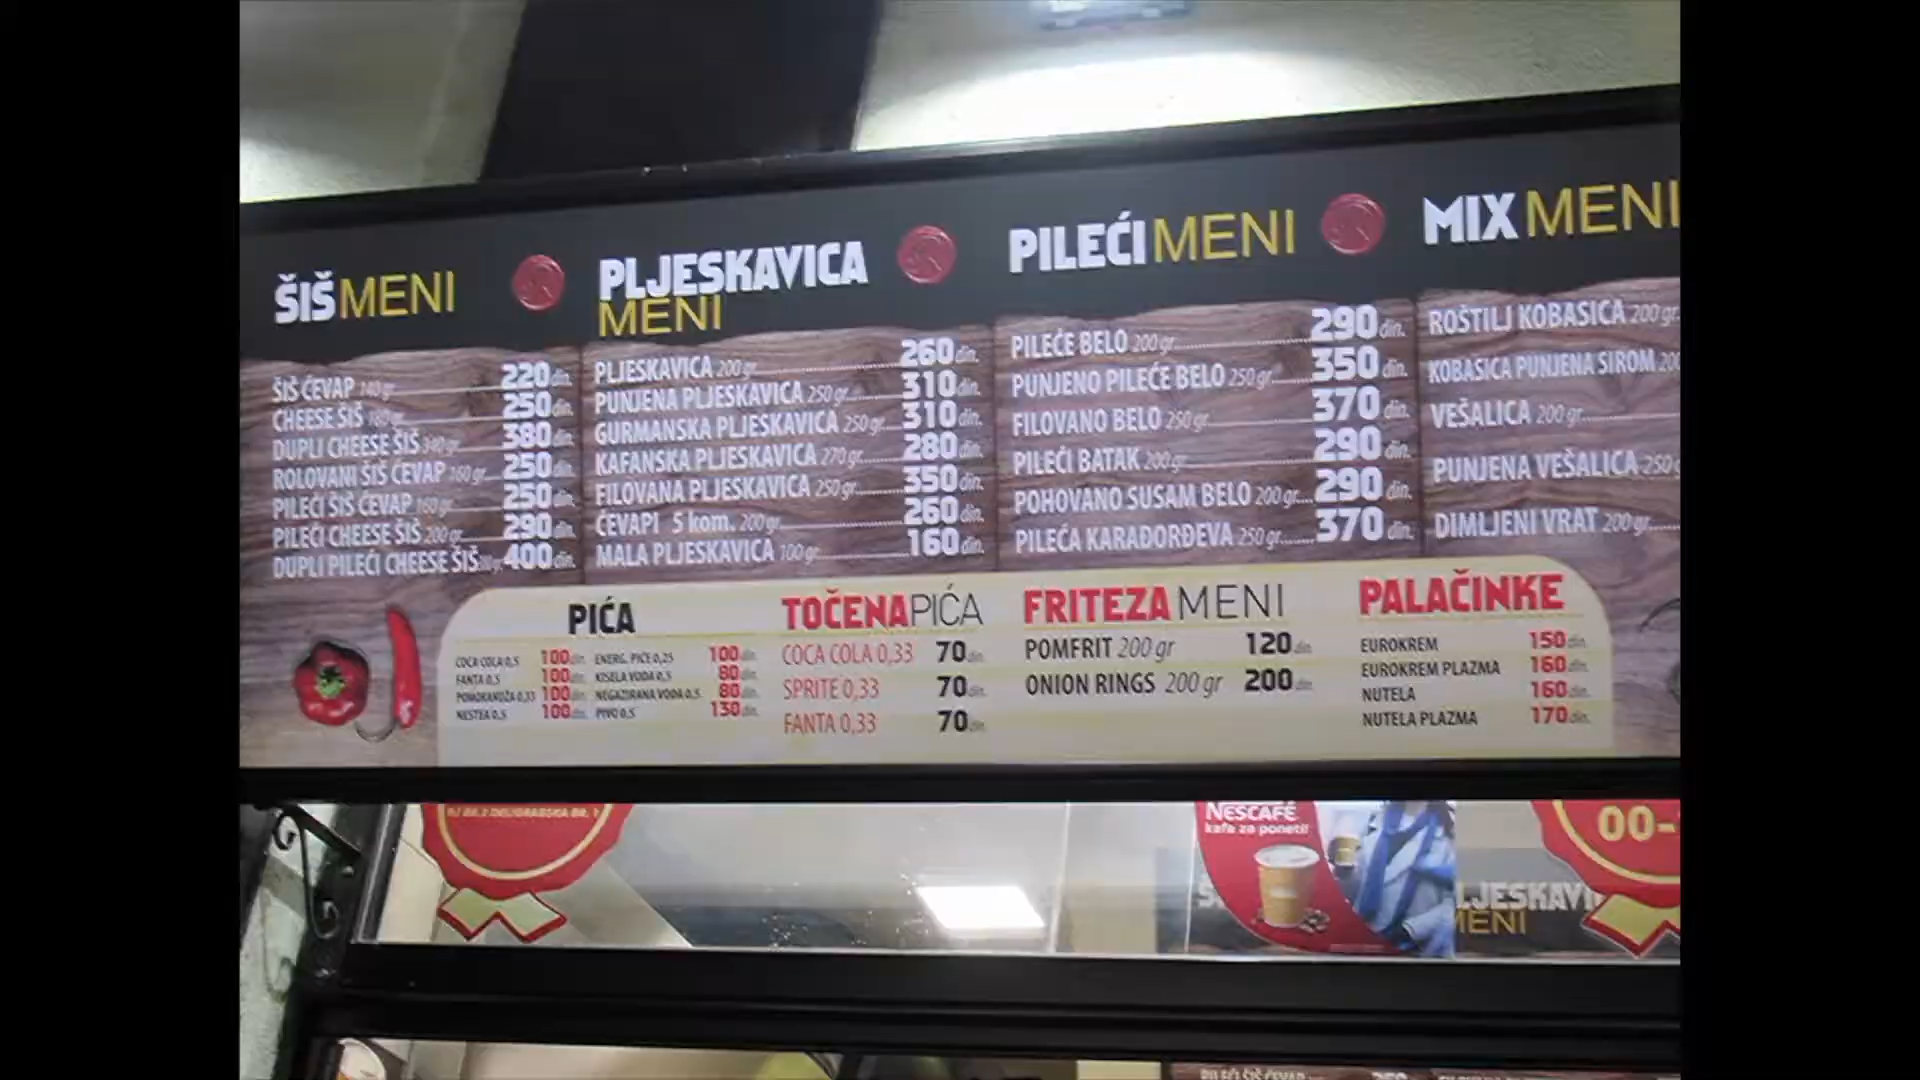 ŠIŠ MENI
ŠIŠ ĆEVAP 140 gr. 220 din.
CHEESE ŠIŠ 180 gr. 250 din.
DUPLI CHEESE ŠIŠ 340 gr. 380 din.
ROLOVANI ŠIŠ ĆEVAP 160 gr. 250 din.
PILEĆI ŠIŠ ĆEVAP 160 gr. 250 din.
PILEĆI CHEESE ŠIŠ 200 gr. 290 din.
DUPLI PILEĆI CHEESE ŠIŠ 400 din.
PLJESKAVICA
MENI
PLJESKAVICA 200 gr. 260 din.
PUNJENA PLJESKAVICA 250 gr. 310 din.
GURMANSKA PLJESKAVICA 250 gr. 310 din.
KAFANSKA PLJESKAVICA 270 gr. 280 din.
FILOVANA PLJESKAVICA 250 gr. 350 din.
ĆEVAPI 5 kom. 200 gr. 260 din.
MALA PLJESKAVICA 100 gr. 160 din.
PILEĆI MENI
PILEĆE BELO 200 gr. 290 din.
PUNJENO PILEĆE BELO 250 gr. 350 din.
FILOVANO BELO 250 gr. 370 din.
PILEĆI BATAK 200 gr. 290 din.
POHOVANO SUSAM BELO 200 gr. 290 din.
PILEĆA KARAĐORĐEVA 250 gr. 370 din.
MIX MENI
ROŠTILJ KOBASICA 200 gr.
KOBASICA PUNJENA SIROM 200
VEŠALICA 200 gr.
PUNJENA VEŠALICA 250 g
DIMLJENI VRAT 200 gr.
PIĆA
COCA COLA 0,5 100 din.
FANTA 0,5 100 din.
POMORANDŽA 0,33 100 din.
NESTEA 0,5 100 din.
ENERG. PIĆE 0,25 100 din.
KISELA VODA 0,5 80 din.
NEGAZIRANA VODA 0,5 80 din.
PIVO 0,5 130 din.
TOČENA PIĆA
COCA COLA 0,33 70 din.
SPRITE 0,33 70 din.
FANTA 0,33 70 din.
FRITEZA MENI
POMFRIT 200 gr 120 din.
ONION RINGS 200 gr 200 din.
PALAČINKE
EUROKREM 150 din.
EUROKREM PLAZMA 160 din.
NUTELA 160 din.
NUTELA PLAZMA 170 din.
NESCAFÉ
kafa za poneti!
LJESKAVI
MENI
00-